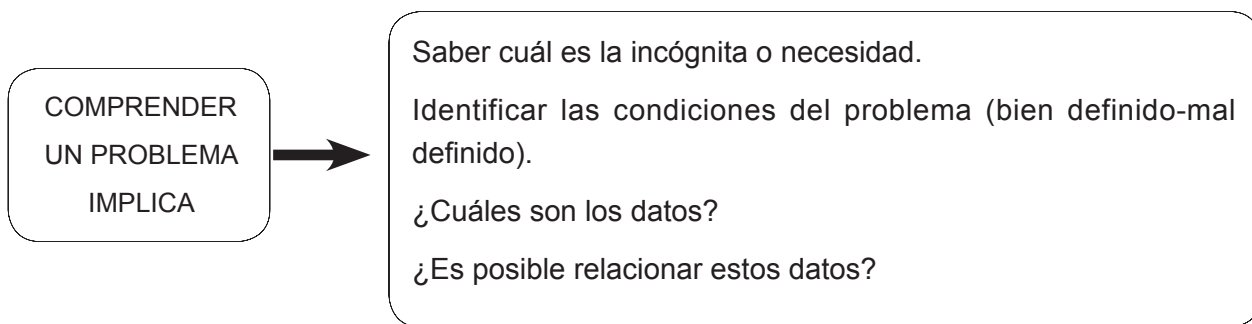 COMPRENDER
UN PROBLEMA
IMPLICA
Saber cuál es la incógnita o necesidad.
Identificar las condiciones del problema (bien definido-mal
definido).
¿Cuáles son los datos?
¿Es posible relacionar estos datos?